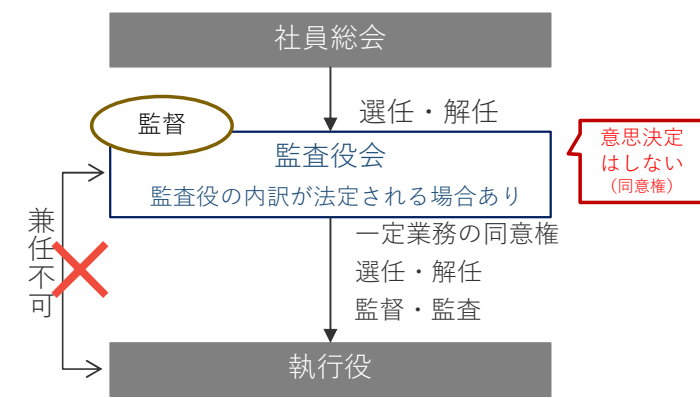 社員総会
選任・解任
監督
監査役会
監査役の内訳が法定される場合あり
意思決定
はしない
（同意権）
兼任不可
一定業務の同意権
選任・解任
監督・監査
執行役